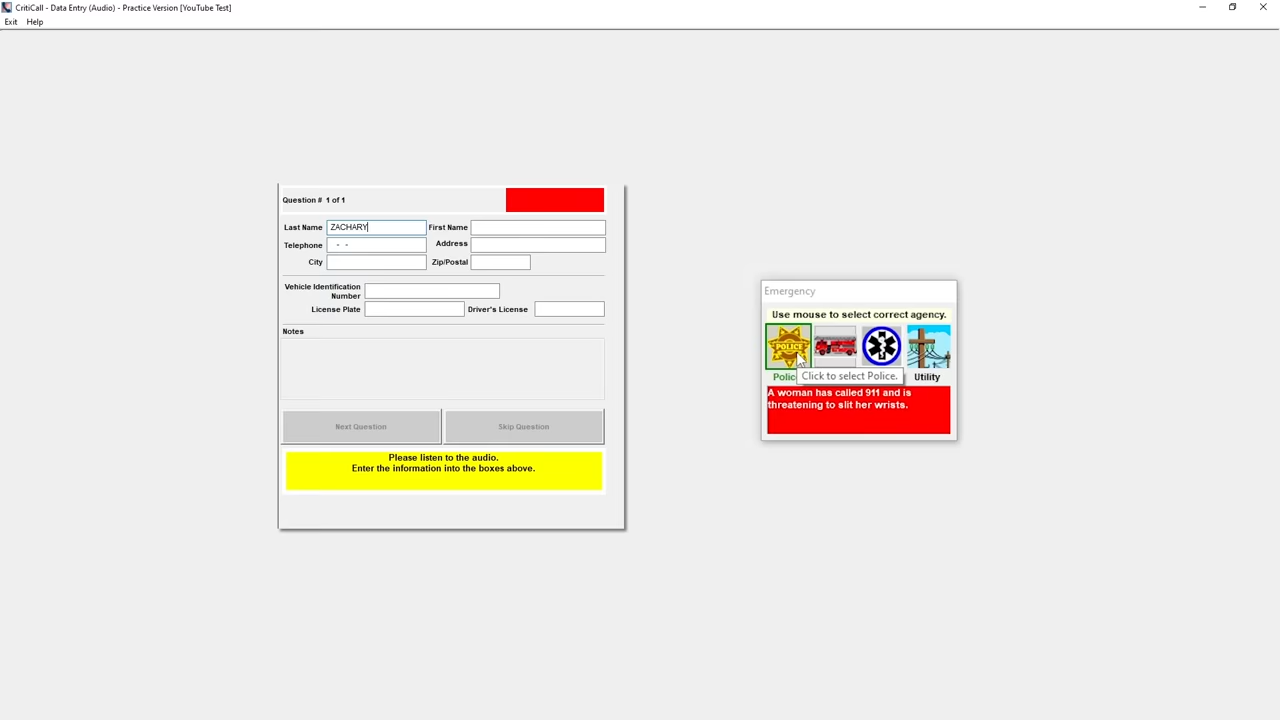 CritiCall - Data Entry (Audio) - Practice Version [YouTube Test]
Exit Help
Question # 1 of 1
Last Name ZACHARY First Name
Telephone - - Address
City Zip/Postal
Vehicle Identification
Number
License Plate Driver's License
Notes
Next Question Skip Question
Please listen to the audio.
Enter the information into the boxes above.
Emergency
Use mouse to select correct agency.
POLICE
Click to select Police.
Utility
A woman has called 911 and is
threatening to slit her wrists.